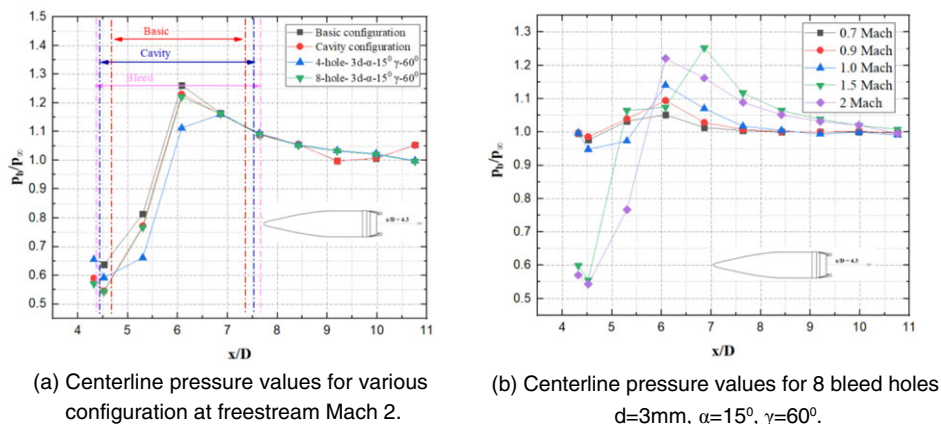 1.5
1.4
1.3
1.2
1.1
1.0
0.9
0.8
0.7
0.6
0.5
p_b/p_∞
Basic
Cavity
Bleed
Basic configuration
Cavity configuration
4-hole- 3d-α-15⁰ γ-60⁰
8-hole- 3d-α-15⁰ γ-60⁰
x/D = 4.3
4 5 6 7 8 9 10 11
x/D
(a) Centerline pressure values for various
configuration at freestream Mach 2.
1.3
1.2
1.1
1.0
0.9
0.8
0.7
0.6
0.5
p_b/p_∞
0.7 Mach
0.9 Mach
1.0 Mach
1.5 Mach
2 Mach
x/D = 4.3
4 5 6 7 8 9 10 11
x/D
(b) Centerline pressure values for 8 bleed holes
d=3mm, α=15⁰, γ=60⁰.